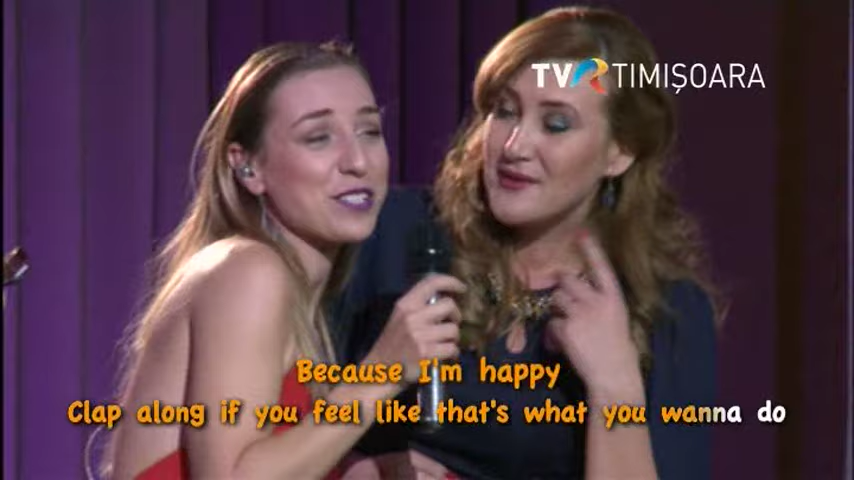 TVR TIMIȘOARA
Because I'm happy
Clap along if you feel like that's what you wanna do